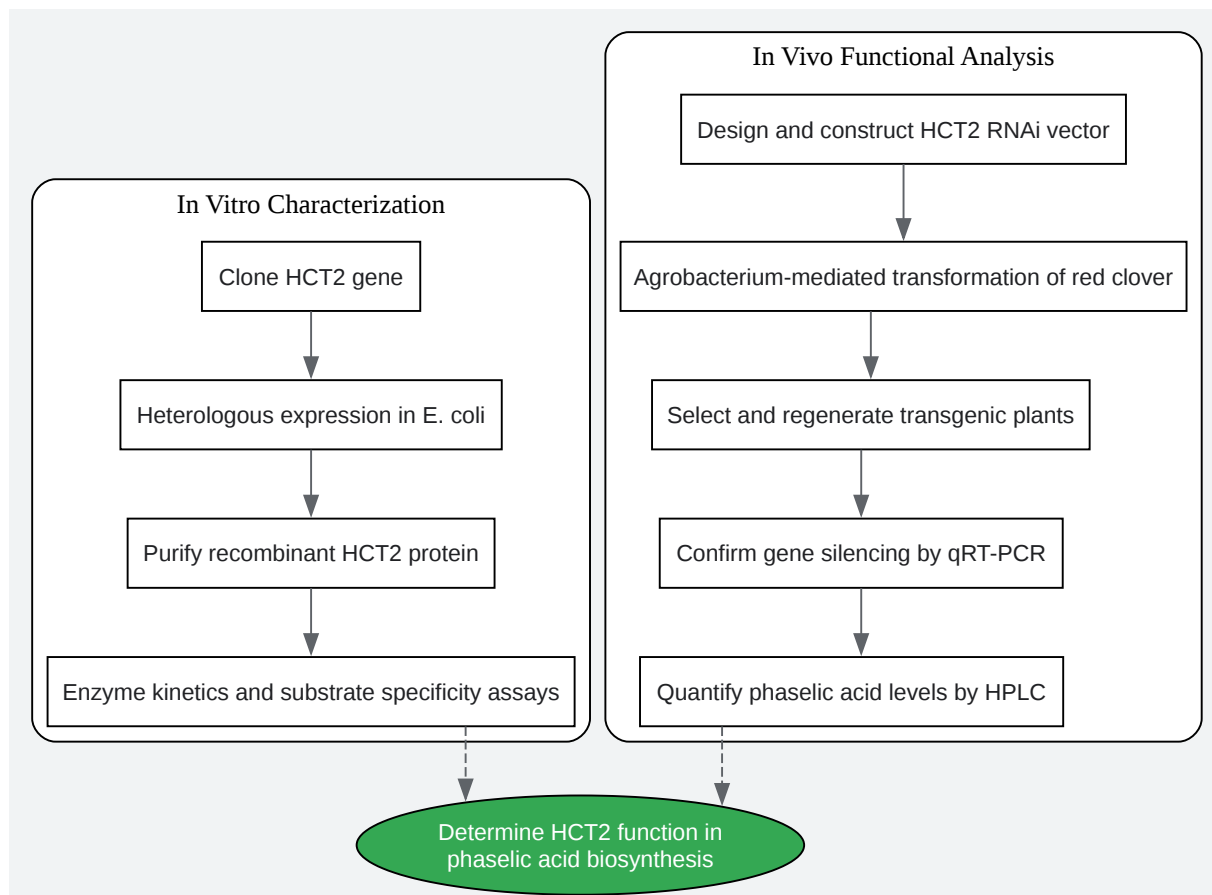 In Vitro Characterization
Clone HCT2 gene
Heterologous expression in E. coli
Purify recombinant HCT2 protein
Enzyme kinetics and substrate specificity assays
In Vivo Functional Analysis
Design and construct HCT2 RNAi vector
Agrobacterium-mediated transformation of red clover
Select and regenerate transgenic plants
Confirm gene silencing by qRT-PCR
Quantify phaselic acid levels by HPLC
Determine HCT2 function in
phaselic acid biosynthesis